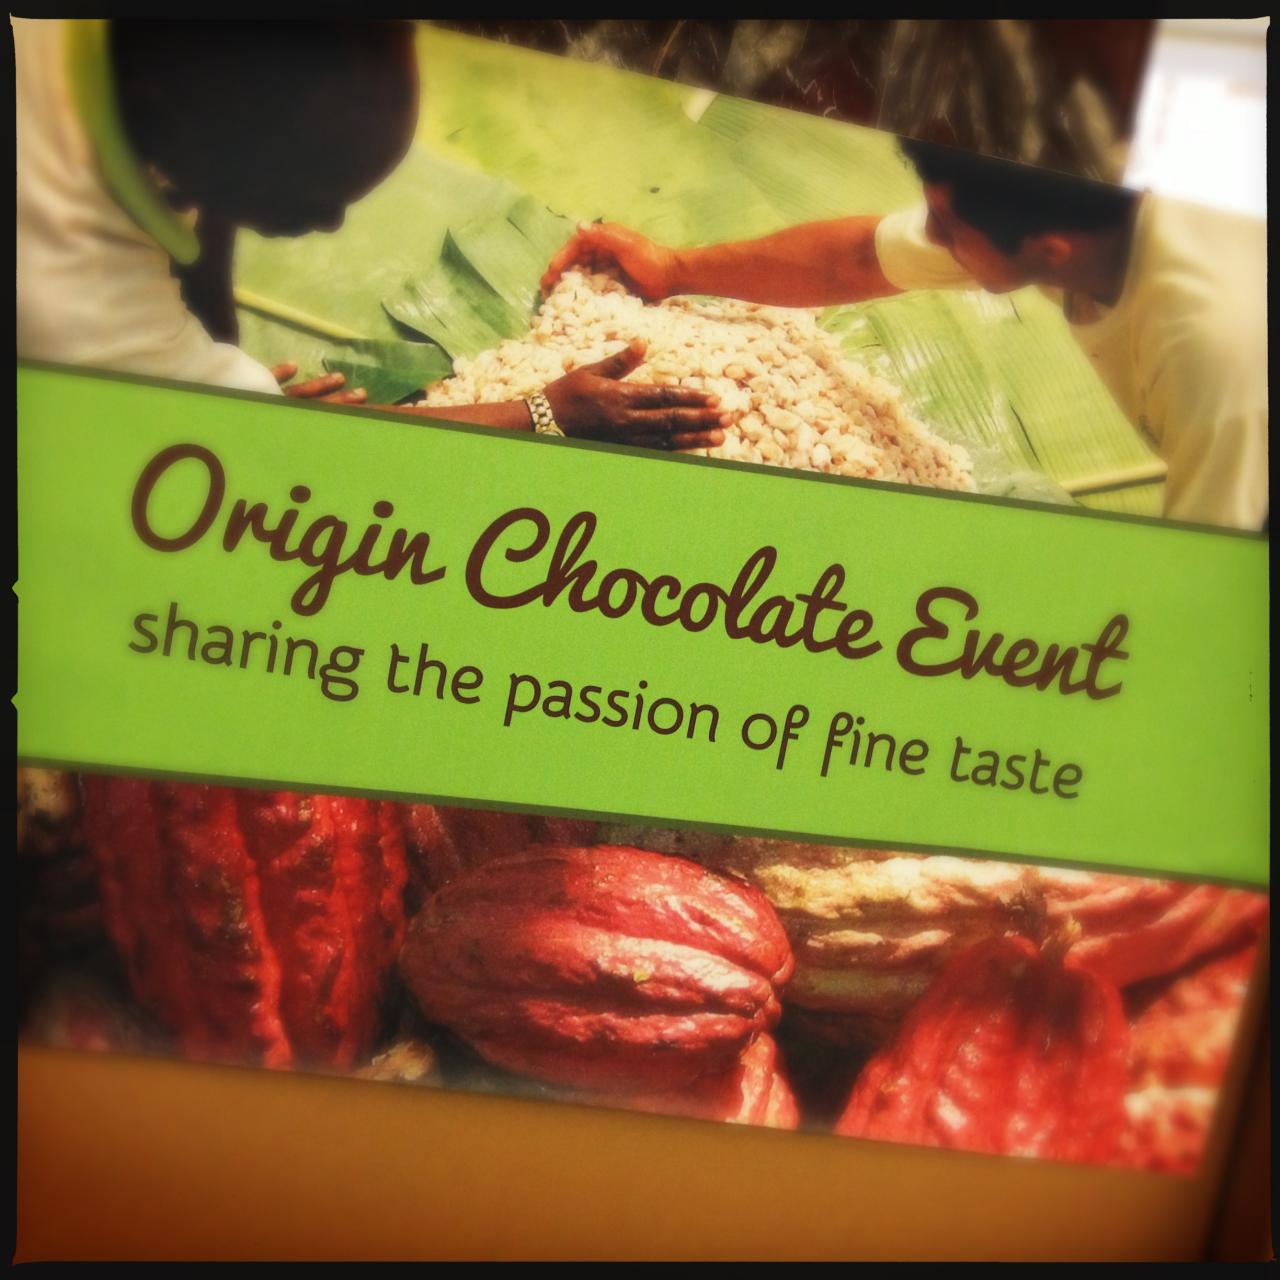 Origin Chocolate Event
sharing the passion of fine taste